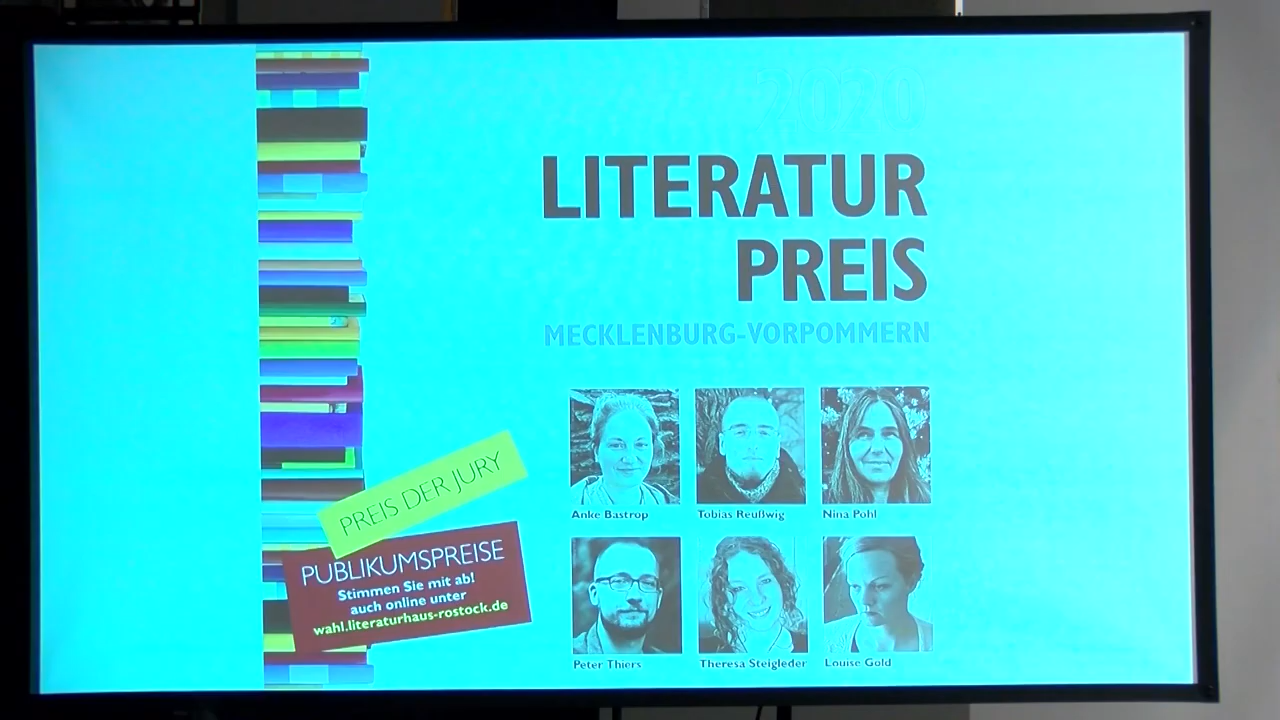 2020
LITERATUR
PREIS
MECKLENBURG-VORPOMMERN
Anke Bastrop
Tobias Reußwig
Nina Pohl
Peter Thiers
Theresa Steigleder
Louise Gold
PREIS DER JURY
PUBLIKUMSPREISE
Stimmen Sie mit ab!
auch online unter
wahl.literaturhaus-rostock.de